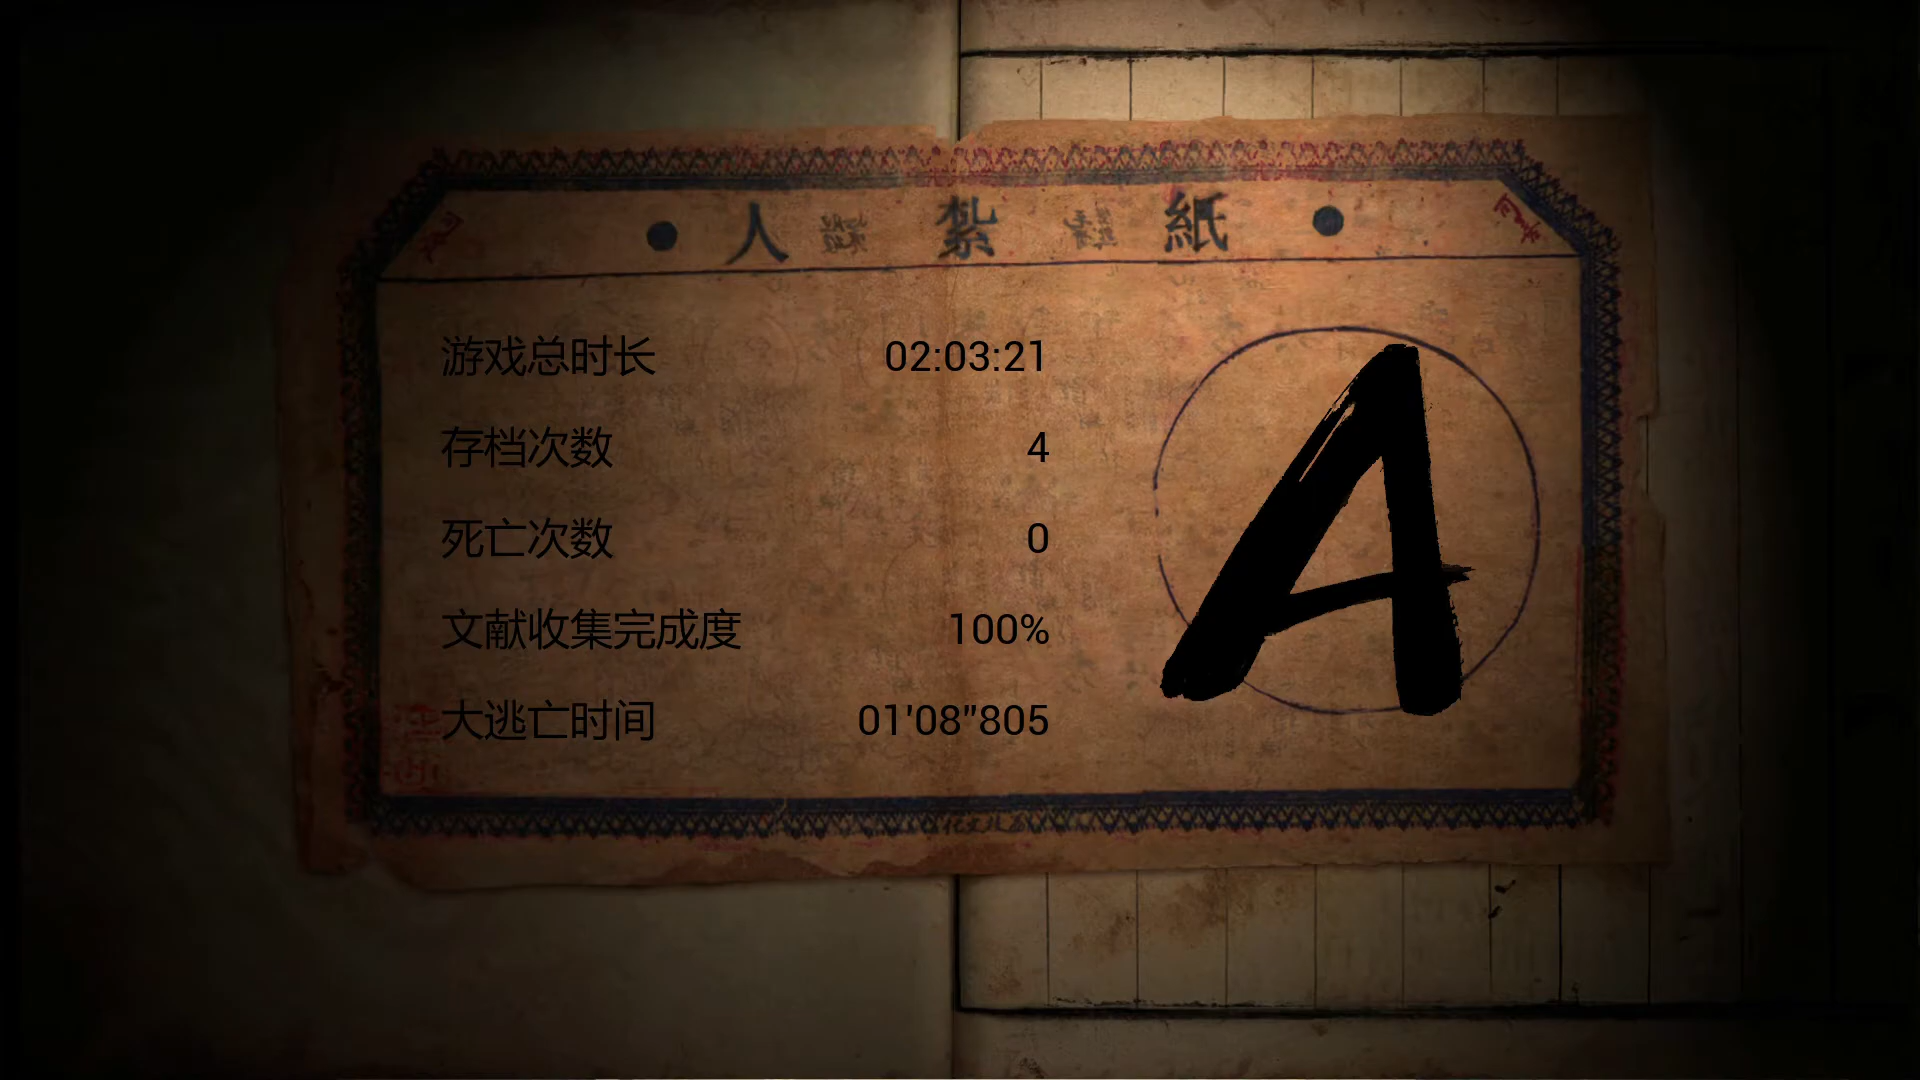 ● 人 紮 紙 ●
游戏总时长 02:03:21
存档次数 4
死亡次数 0
文献收集完成度 100%
大逃亡时间 01'08"805
A